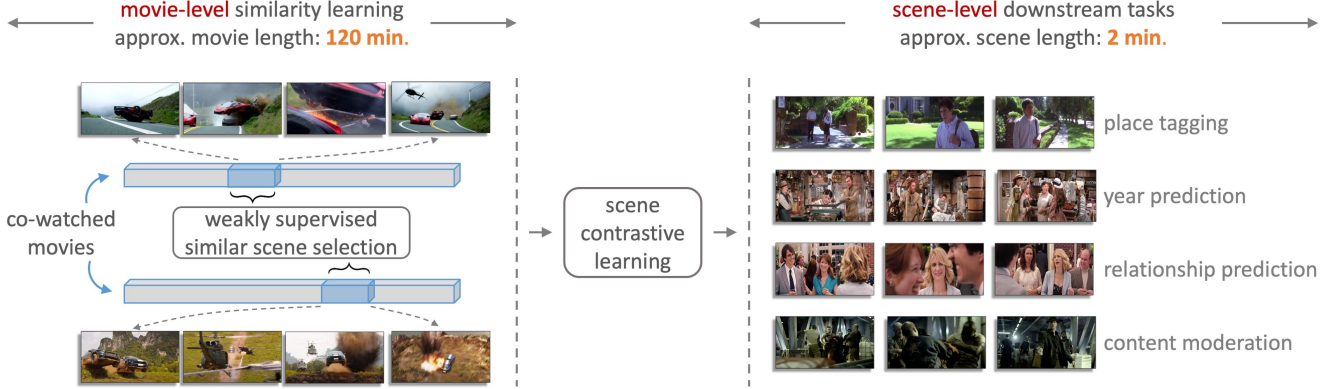 movie-level similarity learning
approx. movie length: 120 min.
scene-level downstream tasks
approx. scene length: 2 min.
co-watched
movies
weakly supervised
similar scene selection
scene
contrastive
learning
place tagging
year prediction
relationship prediction
content moderation